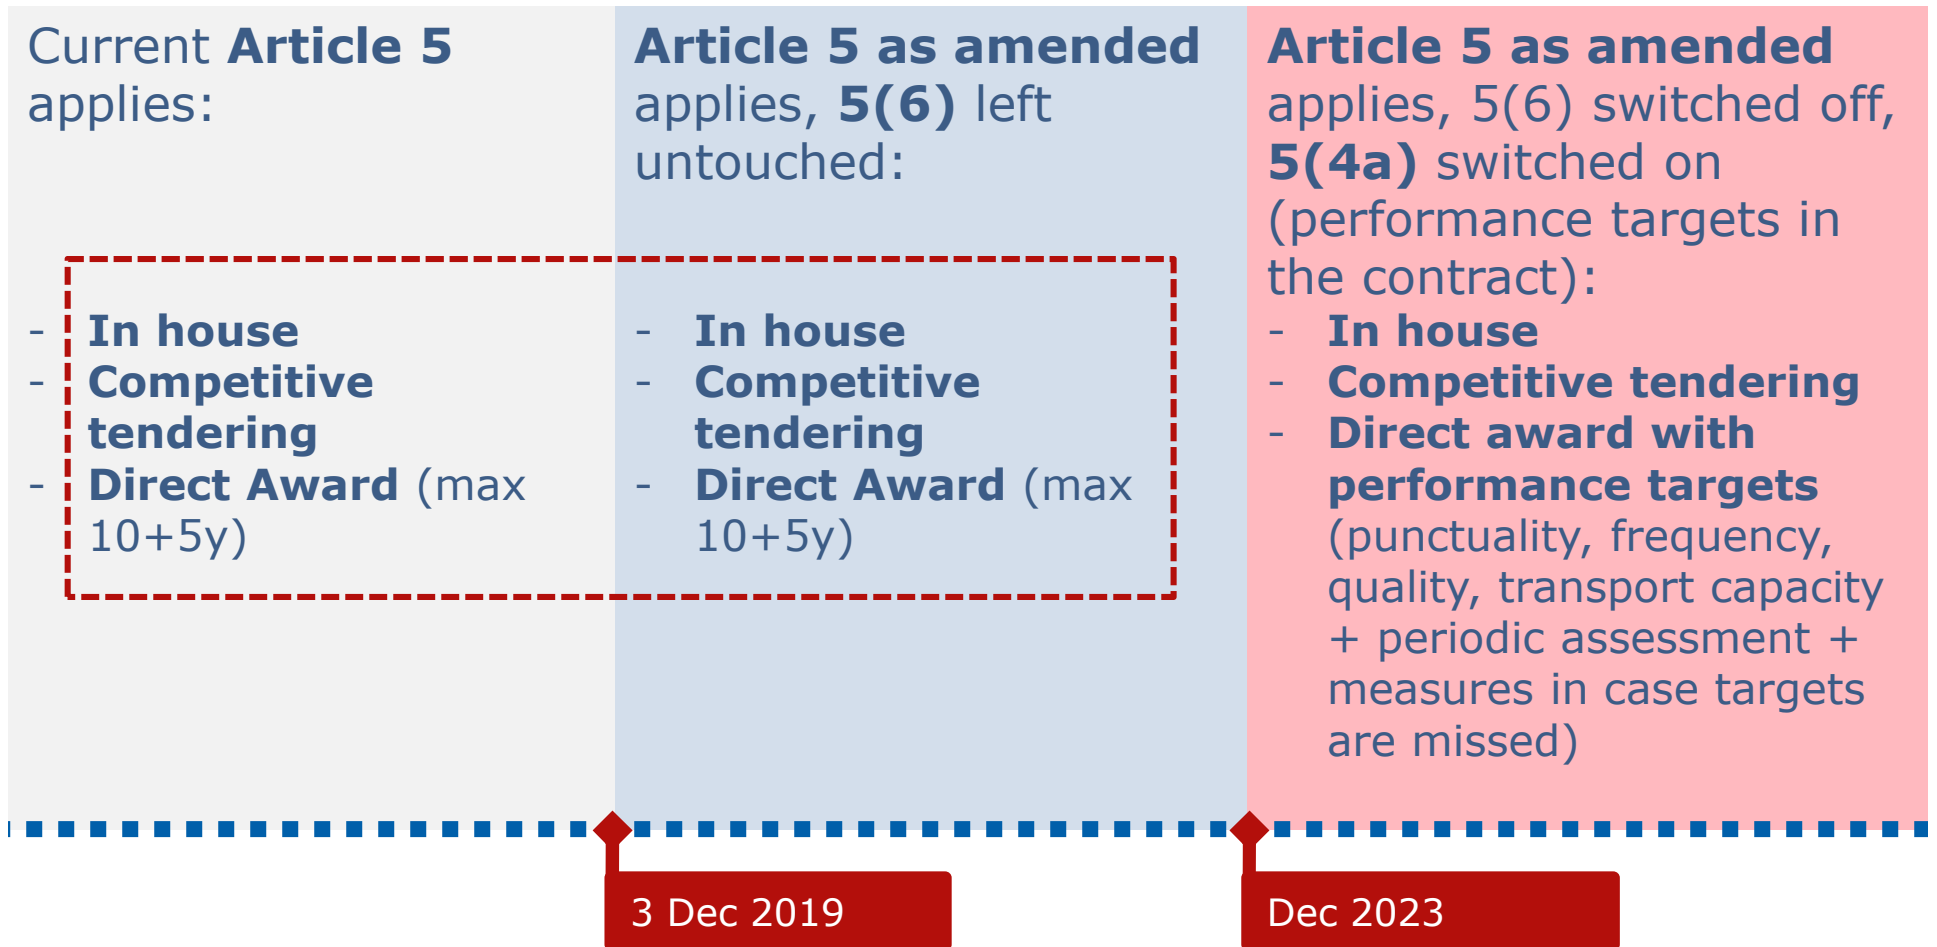 Current Article 5
applies:
- In house
- Competitive
tendering
- Direct Award (max
10+5y)
Article 5 as amended
applies, 5(6) left
untouched:
- In house
- Competitive
tendering
- Direct Award (max
10+5y)
Article 5 as amended
applies, 5(6) switched off,
5(4a) switched on
(performance targets in
the contract):
- In house
- Competitive tendering
- Direct award with
performance targets
(punctuality, frequency,
quality, transport capacity
+ periodic assessment +
measures in case targets
are missed)
3 Dec 2019
Dec 2023